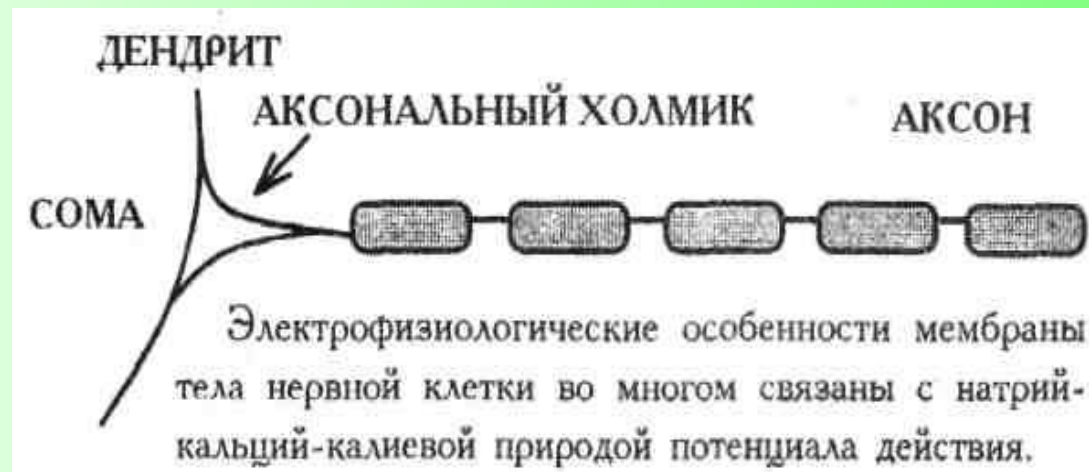 ДЕНДРИТ
АКСОНАЛЬНЫЙ ХОЛМИК
АКСОН
СОМА
Электрофизиологические особенности мембраны
тела нервной клетки во многом связаны с натрий-
кальций-калиевой природой потенциала действия.